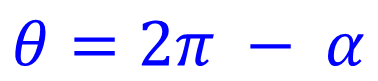 θ = 2π − α